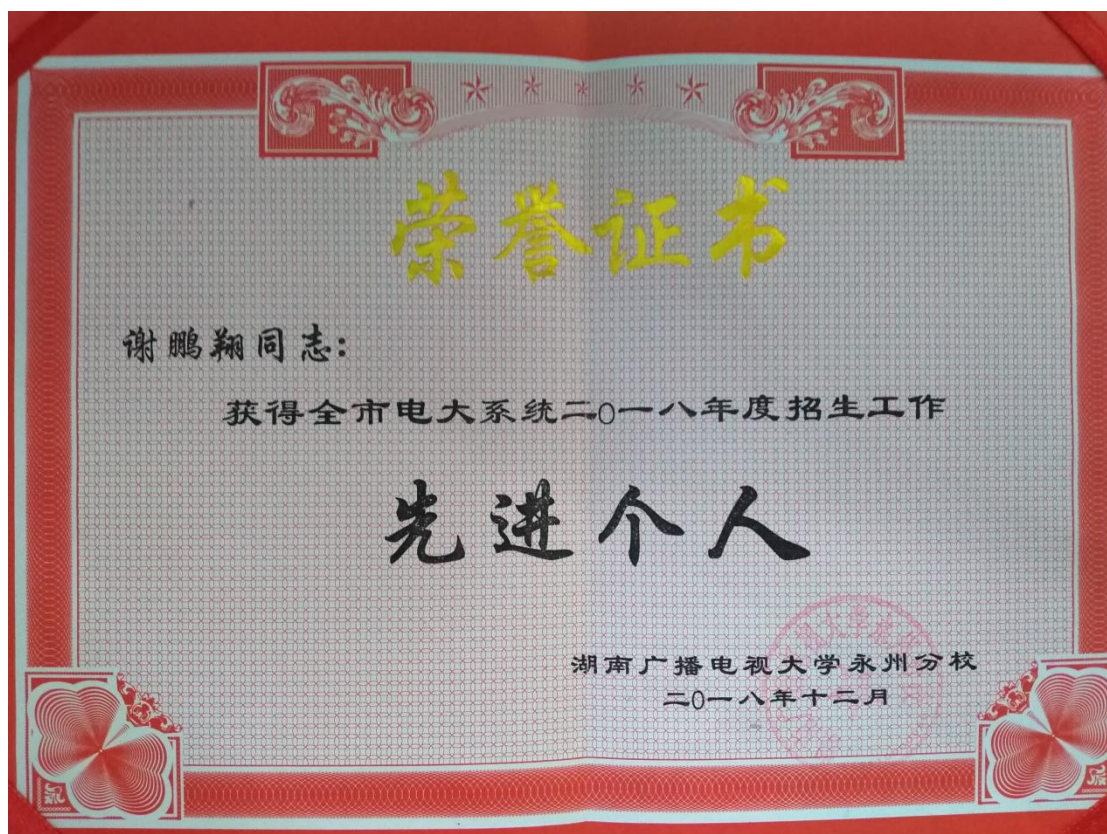 荣誉证书
谢鹏翔同志：
获得全市电大系统二0一八年度招生工作
先进个人
湖南广播电视大学永州分校
二0一八年十二月